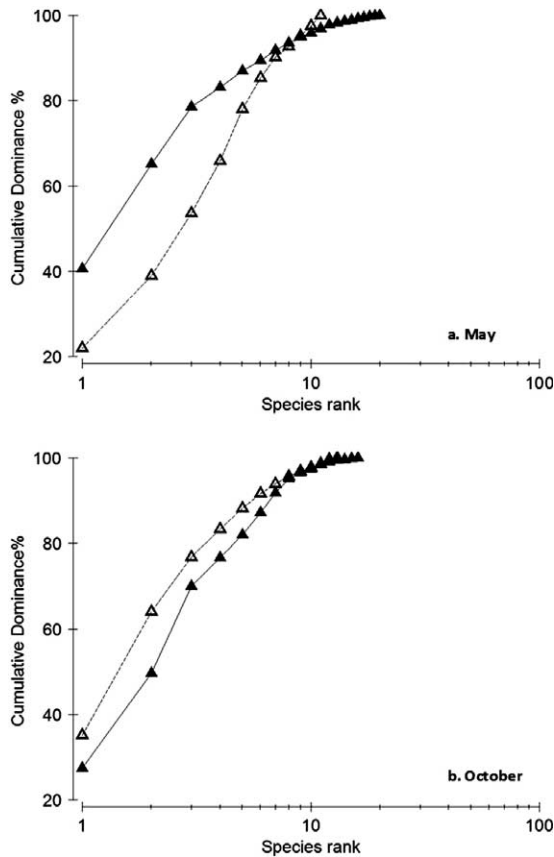 100
80
60
40
20
Cumulative Dominance %
a. May
1
10
100
Species rank
100
80
60
40
20
Cumulative Dominance%
b. October
1
10
100
Species rank